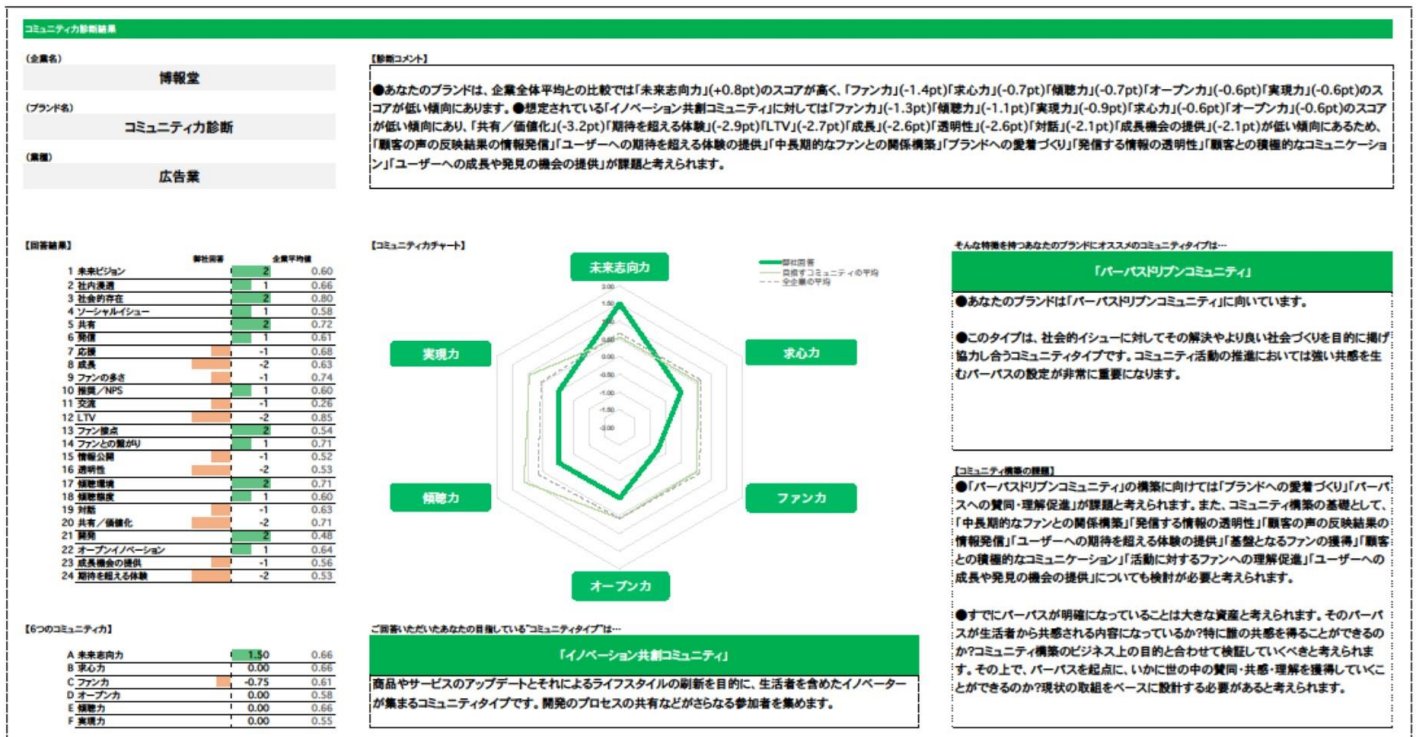 コミュニティ力診断結果
(企業名)
博報堂
(ブランド名)
コミュニティ力診断
(業種)
広告業
【診断コメント】
●あなたのブランドは、企業全体平均との比較では「未来志向力」(+0.8pt)のスコアが高く、「ファン力」(-1.4pt)「求心力」(-0.7pt)「傾聴力」(-0.7pt)「オープン力」(-0.6pt)「実現力」(-0.6pt)のス
コアが低い傾向にあります。●想定されている「イノベーション共創コミュニティ」に対しては「ファン力」(-1.3pt)「傾聴力」(-1.1pt)「実現力」(-0.9pt)「求心力」(-0.6pt)「オープン力」(-0.6pt)のスコア
が低い傾向にあり、「共有／価値化」(-3.2pt)「期待を超える体験」(-2.9pt)「LTV」(-2.7pt)「成長」(-2.6pt)「透明性」(-2.6pt)「対話」(-2.1pt)「成長機会の提供」(-2.1pt)が低い傾向にあるため、
「顧客の声の反映結果の情報発信」「ユーザーへの期待を超える体験の提供」「中長期的なファンとの関係構築」「ブランドへの愛着づくり」「発信する情報の透明性」「顧客との積極的なコミュニケーショ
ン」「ユーザーへの成長や発見の機会の提供」が課題と考えられます。
【回答結果】
御社回答 企業平均値
1 未来ビジョン 2 0.60
2 社内浸透 1 0.66
3 社会的存在 2 0.80
4 ソーシャルイシュー 1 0.58
5 共有 2 0.72
6 発信 1 0.61
7 応援 -1 0.68
8 成長 -2 0.63
9 ファンの多さ -1 0.74
10 推奨／NPS 1 0.60
11 交流 -1 0.26
12 LTV -2 0.85
13 ファン接点 2 0.54
14 ファンとの繋がり 1 0.71
15 情報公開 -1 0.52
16 透明性 -2 0.53
17 傾聴環境 2 0.71
18 傾聴態度 1 0.60
19 対話 -1 0.63
20 共有／価値化 -2 0.71
21 開発 2 0.48
22 オープンイノベーション 1 0.64
23 成長機会の提供 -1 0.56
24 期待を超える体験 -2 0.53
【6つのコミュニティ力】
A 未来志向力 1.50 0.66
B 求心力 0.00 0.66
C ファン力 -0.75 0.61
D オープン力 0.00 0.58
E 傾聴力 0.00 0.66
F 実現力 0.00 0.55
【コミュニティ力チャート】
未来志向力
御社回答
目指すコミュニティの平均
全企業の平均
2.00
1.50
1.00
0.50
0.00
-0.50
-1.00
-1.50
-2.00
実現力
求心力
傾聴力
ファン力
オープン力
ご回答いただいたあなたの目指している"コミュニティタイプ"は…
「イノベーション共創コミュニティ」
商品やサービスのアップデートとそれによるライフスタイルの刷新を目的に、生活者を含めたイノベーター
が集まるコミュニティタイプです。開発のプロセスの共有などがさらなる参加者を集めます。
そんな特徴を持つあなたのブランドにオススメのコミュニティタイプは…
「パーパスドリブンコミュニティ」
●あなたのブランドは「パーパスドリブンコミュニティ」に向いています。
●このタイプは、社会的イシューに対してその解決やより良い社会づくりを目的に掲げ
協力し合うコミュニティタイプです。コミュニティ活動の推進においては強い共感を生
むパーパスの設定が非常に重要になります。
【コミュニティ構築の課題】
●「パーパスドリブンコミュニティ」の構築に向けては「ブランドへの愛着づくり」「パーパ
スへの賛同・理解促進」が課題と考えられます。また、コミュニティ構築の基礎として、
「中長期的なファンとの関係構築」「発信する情報の透明性」「顧客の声の反映結果の
情報発信」「ユーザーへの期待を超える体験の提供」「基盤となるファンの獲得」「顧客
との積極的なコミュニケーション」「活動に対するファンへの理解促進」「ユーザーへの
成長や発見の機会の提供」についても検討が必要と考えられます。
●すでにパーパスが明確になっていることは大きな資産と考えられます。そのパーパ
スが生活者から共感される内容になっているか?特に誰の共感を得ることができるの
か?コミュニティ構築のビジネス上の目的と合わせて検証していくべきと考えられま
す。その上で、パーパスを起点に、いかに世の中の賛同・共感・理解を獲得していくこ
とができるのか?現状の取組をベースに設計する必要があると考えられます。